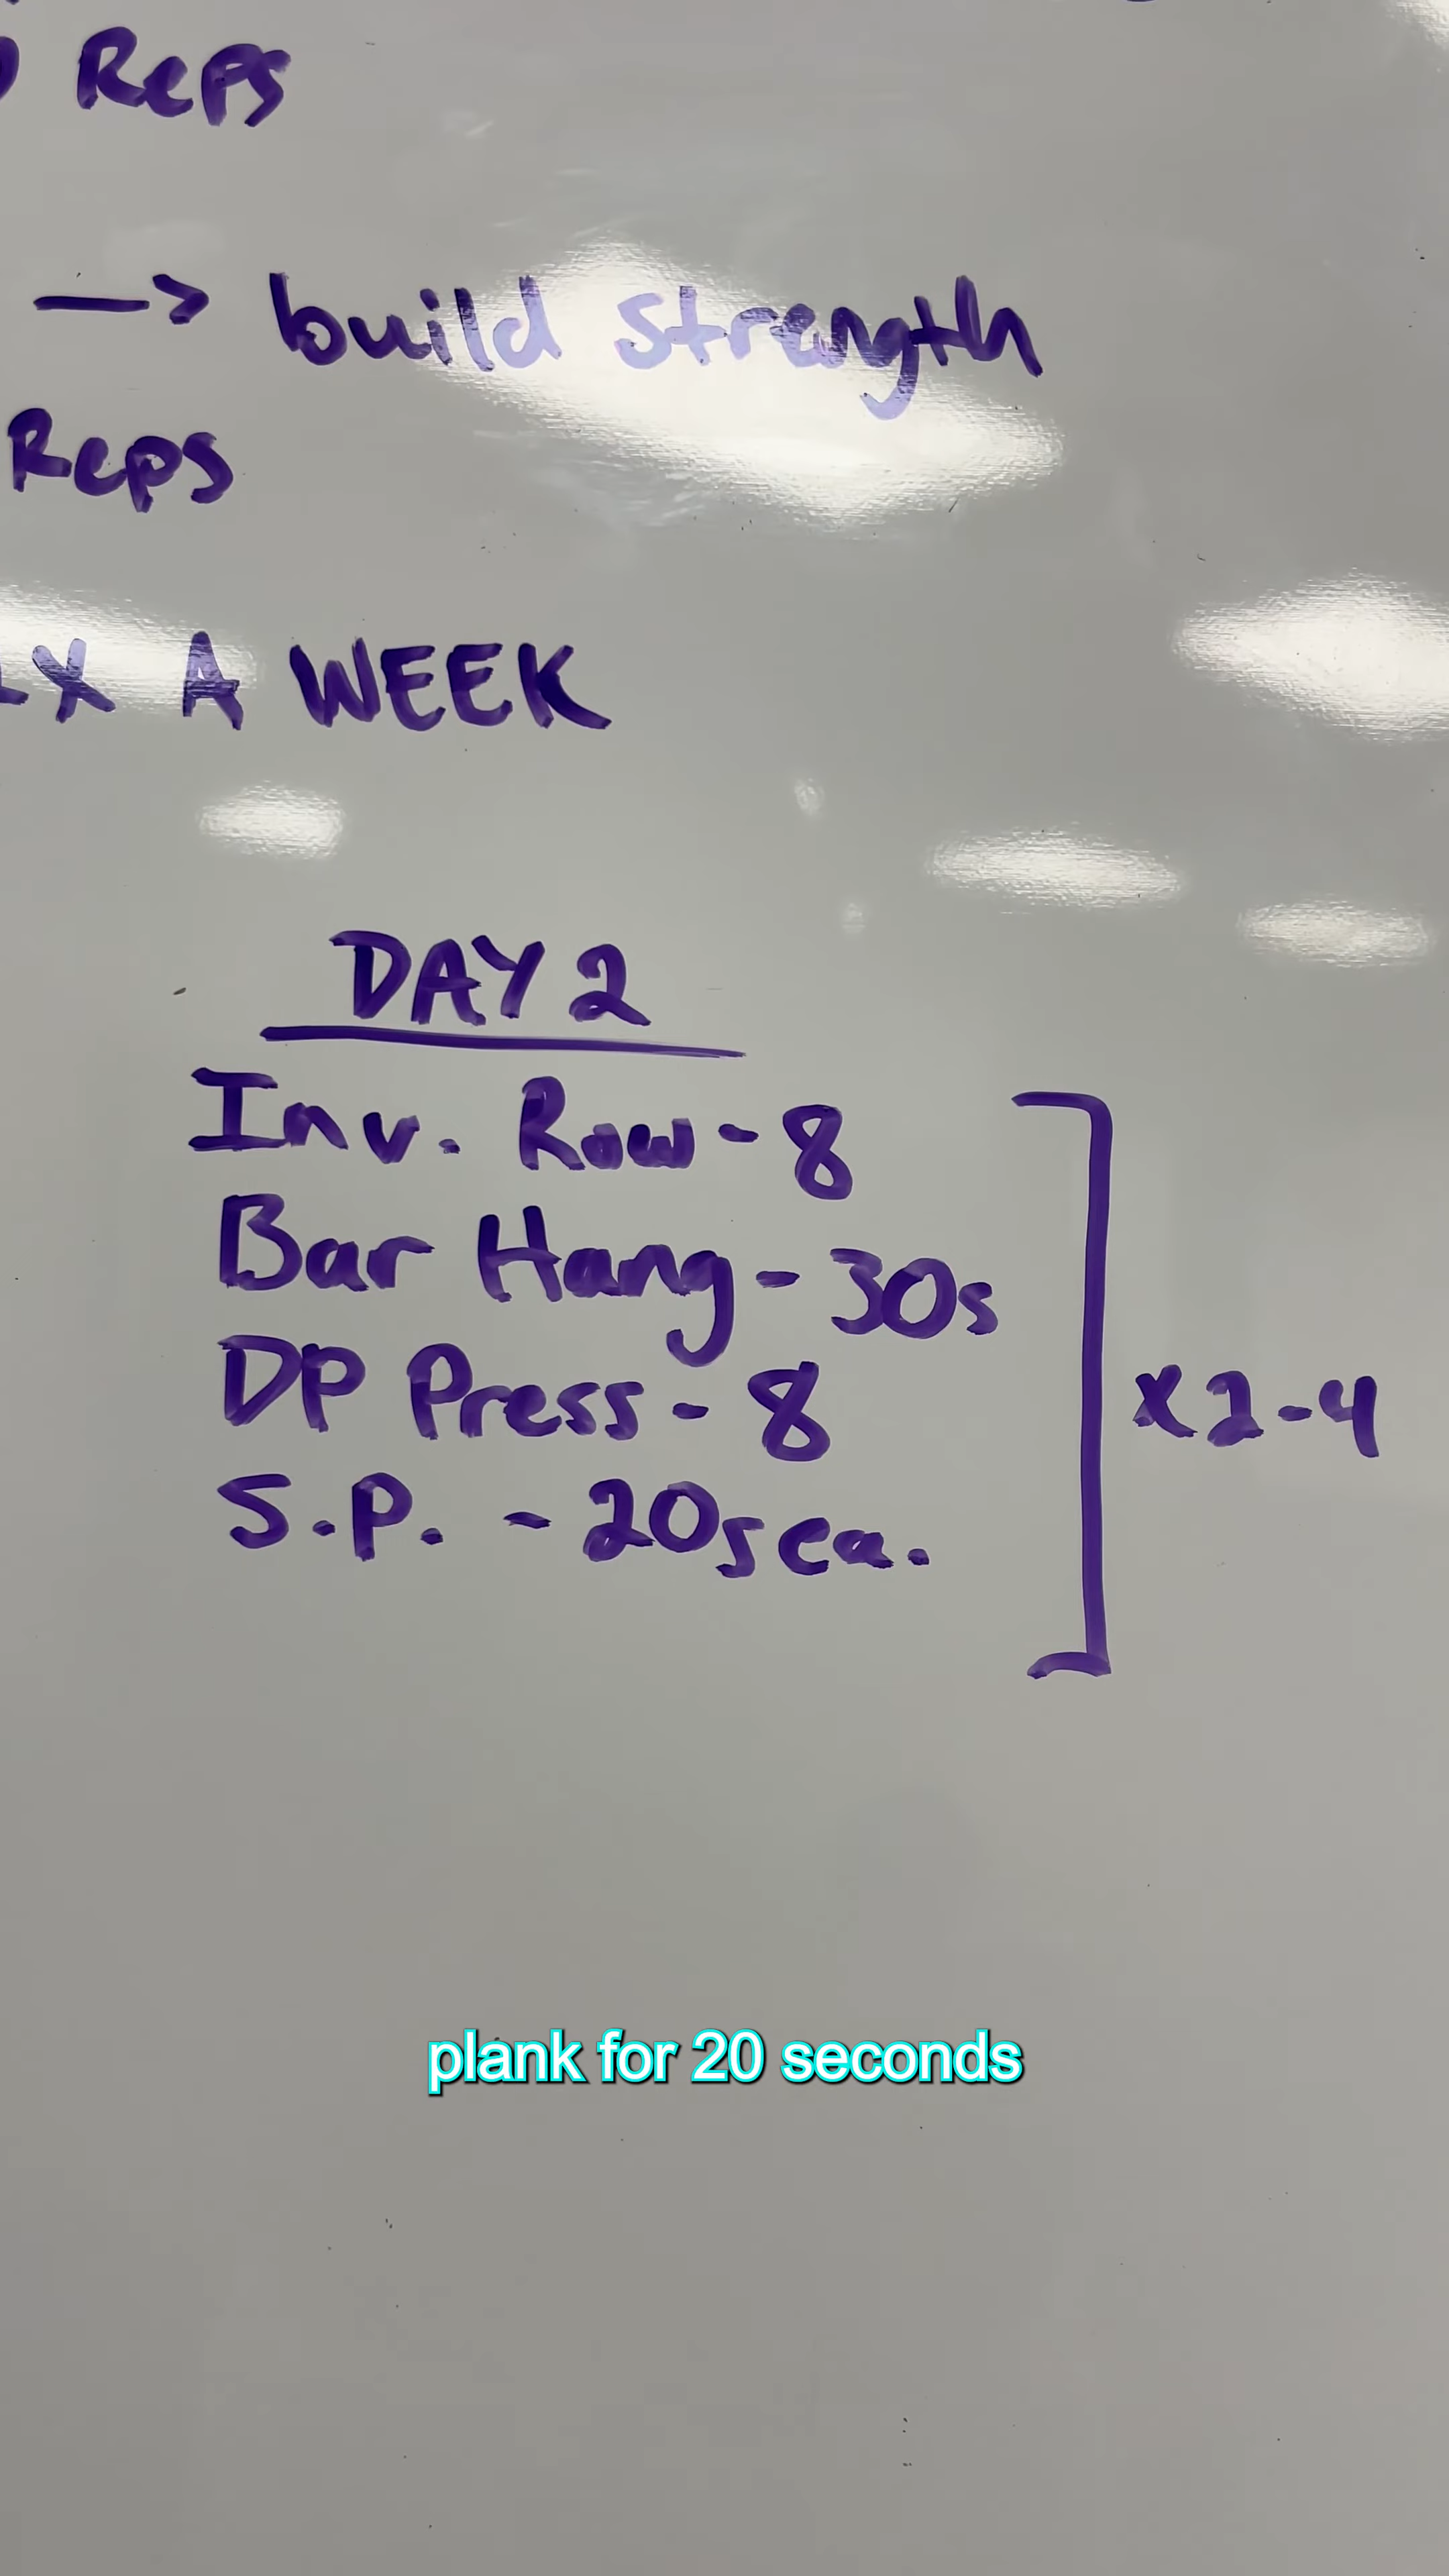 Reps
—> build strength
Reps
X A WEEK
DAY 2
Inv. Row - 8
Bar Hang - 30s
DP Press - 8
S.P. - 20s ea.
x2-4
plank for 20 seconds